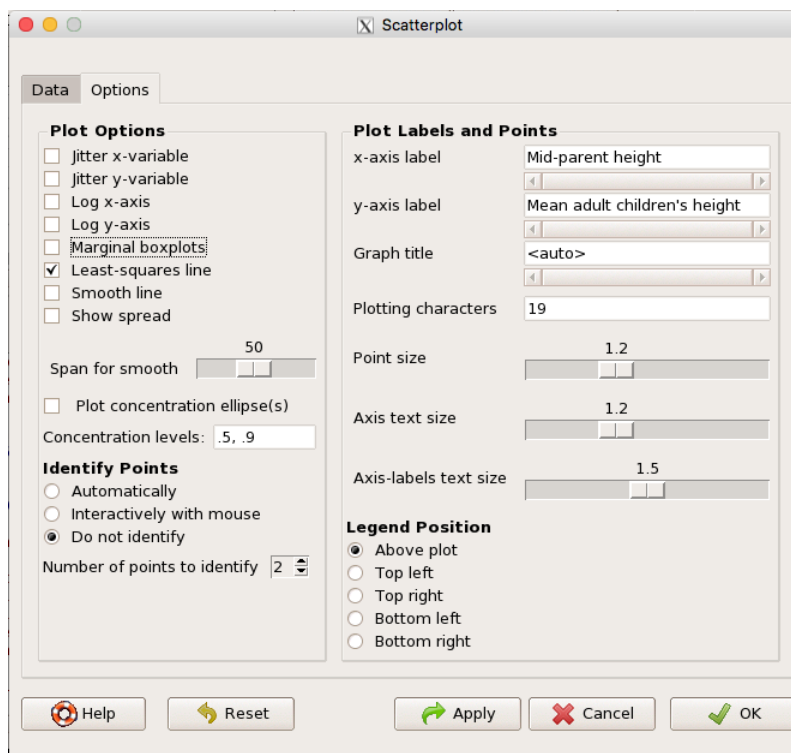 Scatterplot
Data Options
Plot Options
Jitter x-variable
Jitter y-variable
Log x-axis
Log y-axis
Marginal boxplots
Least-squares line
Smooth line
Show spread
50
Span for smooth
Plot concentration ellipse(s)
Concentration levels: .5, .9
Identify Points
Automatically
Interactively with mouse
Do not identify
Number of points to identify 2
Plot Labels and Points
x-axis label Mid-parent height
y-axis label Mean adult children's height
Graph title <auto>
Plotting characters 19
1.2
Point size
1.2
Axis text size
1.5
Axis-labels text size
Legend Position
Above plot
Top left
Top right
Bottom left
Bottom right
Help Reset Apply Cancel OK